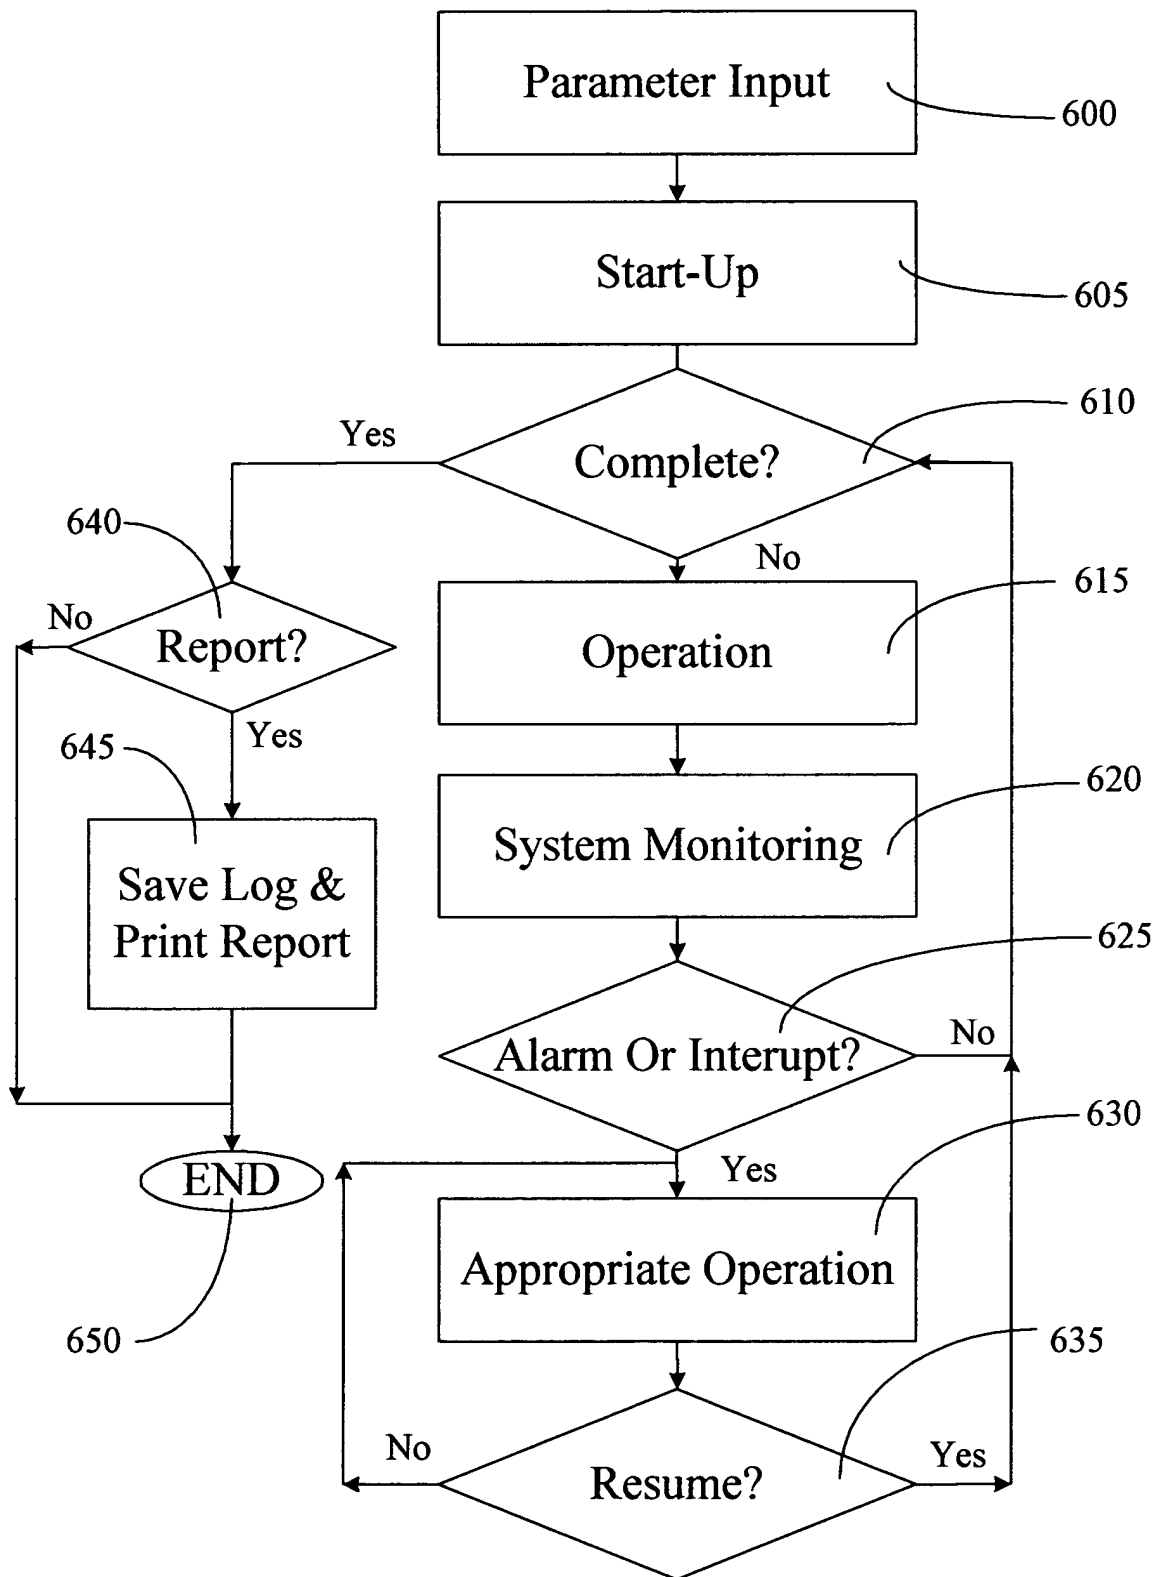 Parameter Input
600
Start-Up
605
610
Yes
Complete?
640
No
615
No
Report?
Operation
Yes
645
620
System Monitoring
Save Log &
Print Report
625
Alarm Or Interupt?
No
630
END
Yes
Appropriate Operation
650
635
No
Yes
Resume?